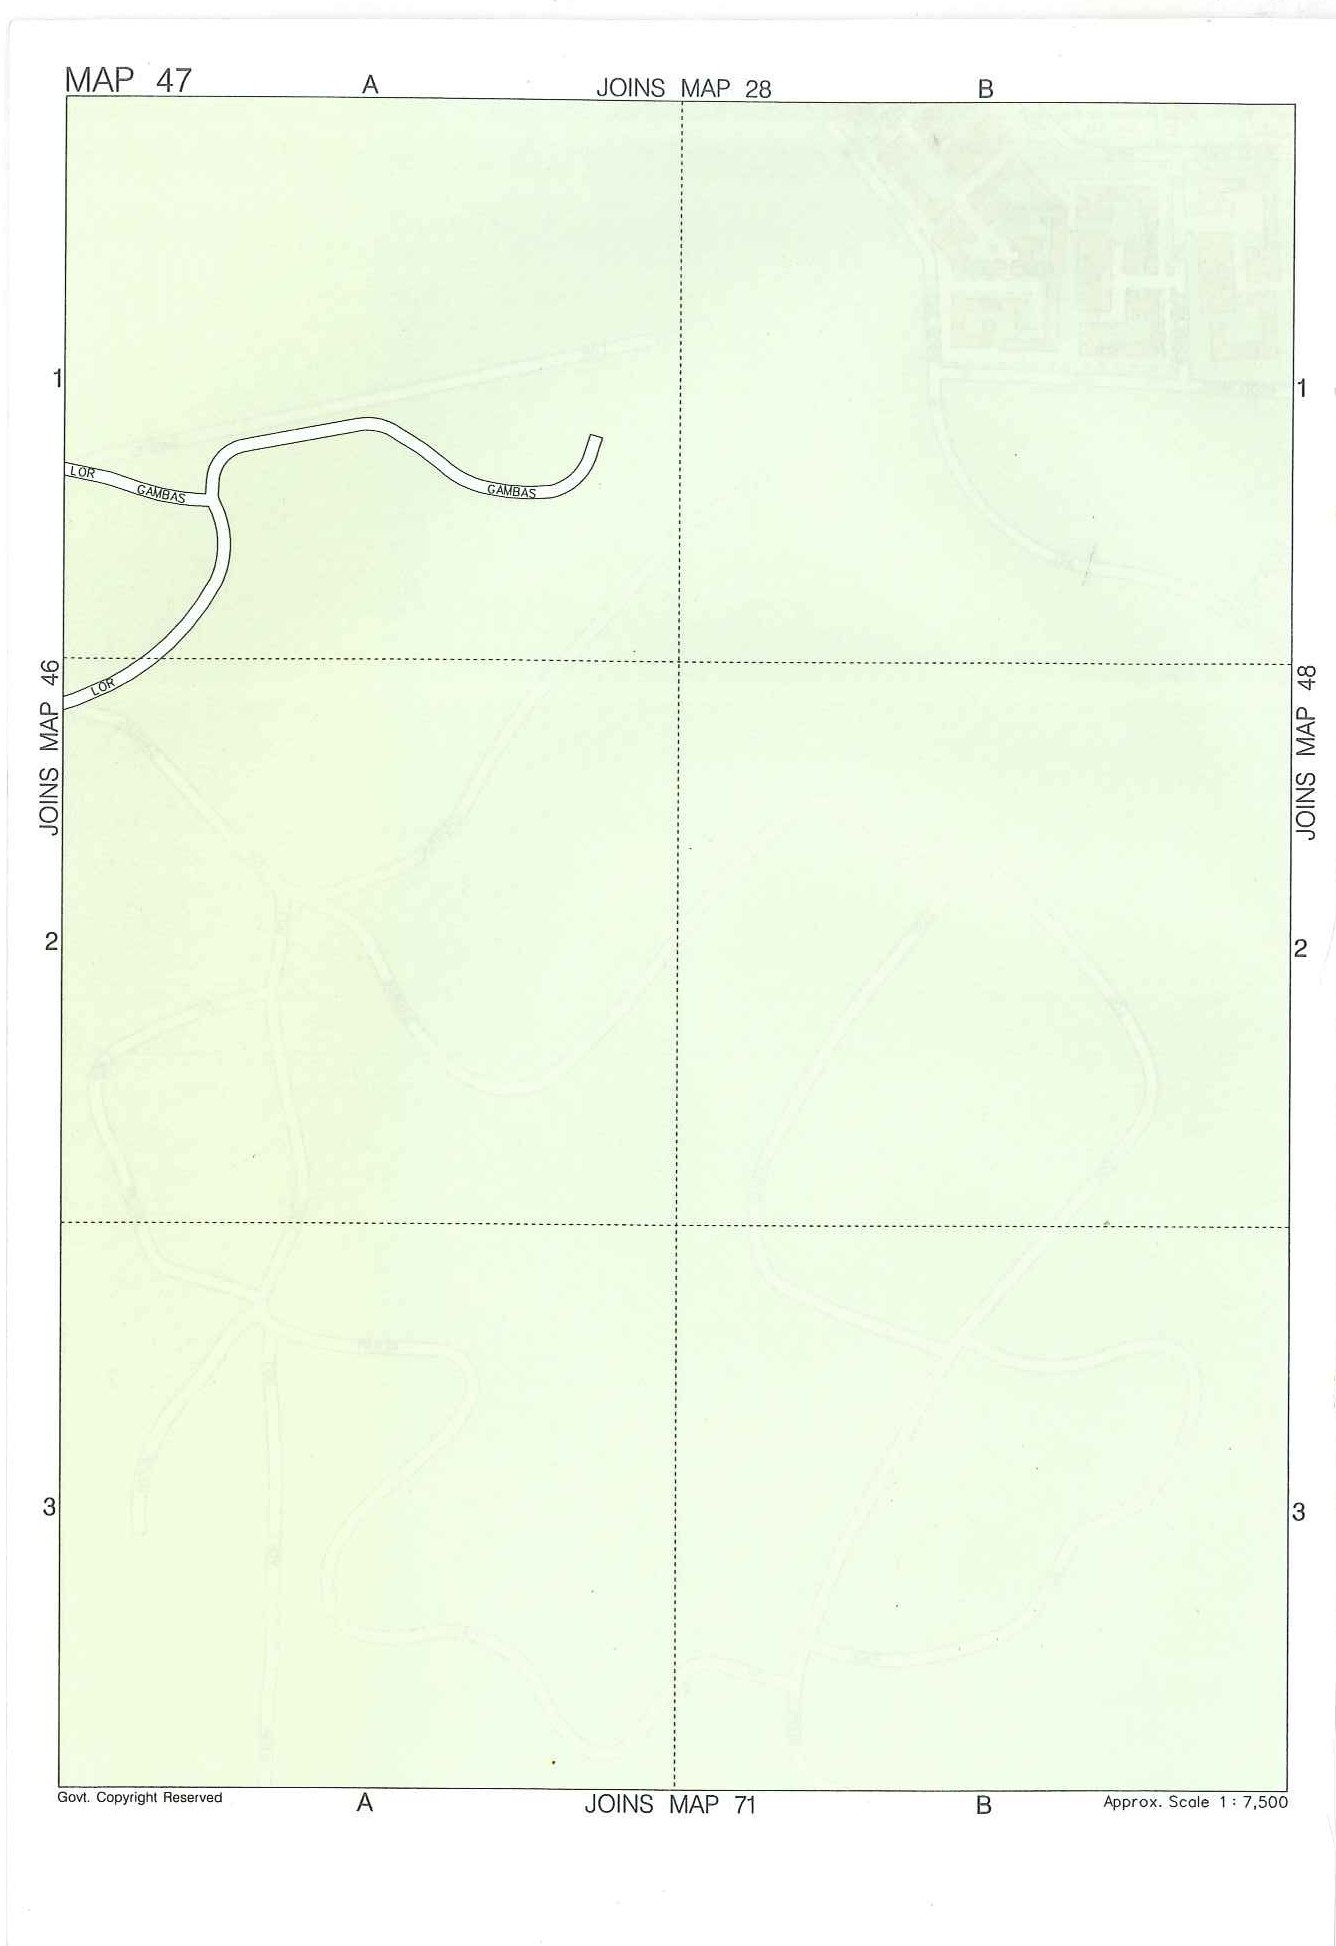 MAP 47
A
JOINS MAP 28
B
1
1
LOR
GAMBAS
GAMBAS
LOR
JOINS MAP 46
JOINS MAP 48
2
2
3
3
Govt. Copyright Reserved
A
JOINS MAP 71
B
Approx. Scale 1 : 7,500